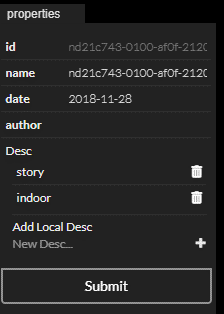 properties
id nd21c743-0100-af0f-2120
name nd21c743-0100-af0f-2120
date 2018-11-28
author
Desc
story
indoor
Add Local Desc
New Desc...
Submit